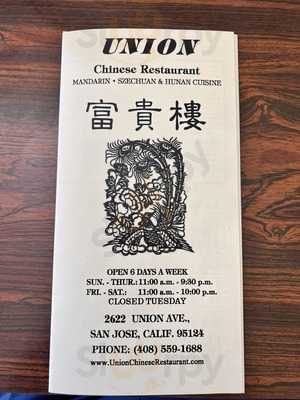 UNION
Chinese Restaurant
MANDARIN • SZECHUAN & HUNAN CUISINE
富貴樓
OPEN 6 DAYS A WEEK
SUN. - THUR.: 11:00 a.m. - 9:30 p.m.
FRI. - SAT.: 11:00 a.m. - 10:00 p.m.
CLOSED TUESDAY
2622 UNION AVE.,
SAN JOSE, CALIF. 95124
PHONE: (408) 559-1688
www.UnionChineseRestaurant.com